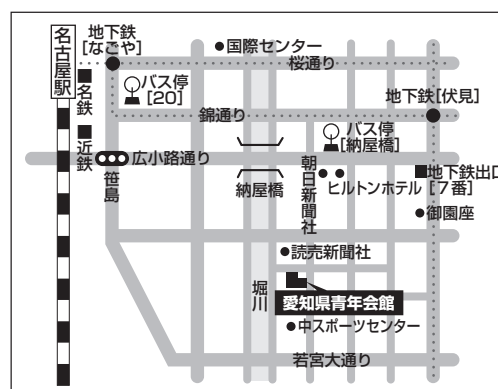 名古屋駅
地下鉄
[なごや]
国際センター
桜通り
名鉄
バス停
[20]
錦通り
地下鉄[伏見]
バス停
[納屋橋]
近鉄
広小路通り
笹島
納屋橋
朝日新聞社
ヒルトンホテル
地下鉄出口
[7番]
御園座
読売新聞社
堀川
愛知県青年会館
中スポーツセンター
若宮大通り